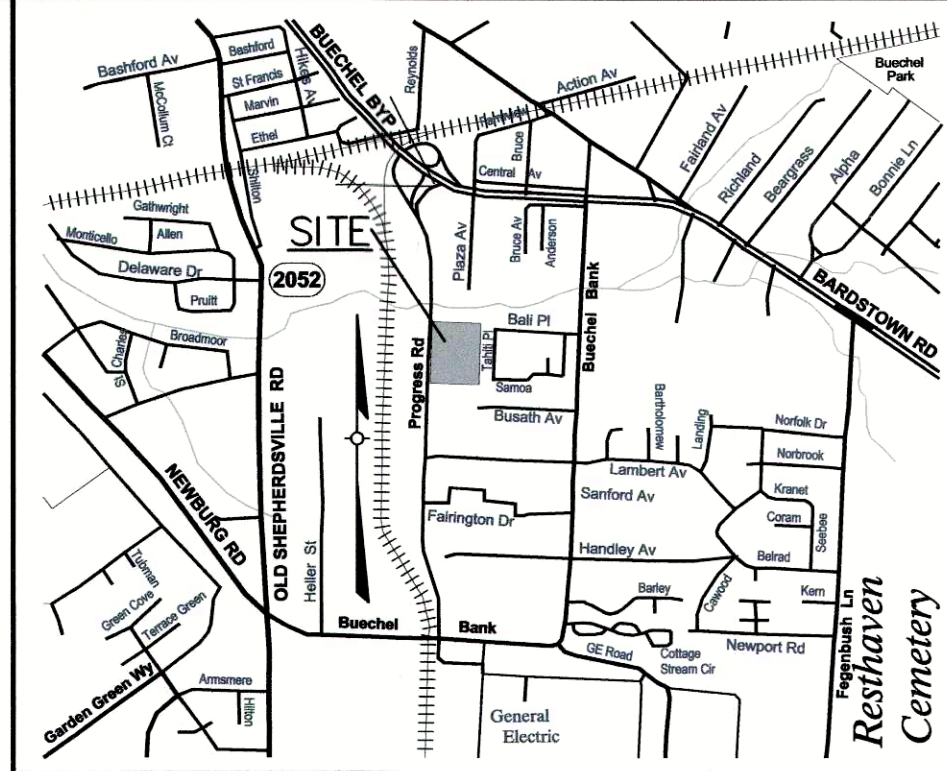 Bashford Av
McCollum Ct
Bashford
St Francis
Marvin
Ethel
Hikes Av
BUECHEL BYP
Reynolds
Action Av
Buechel
Park
Fairland Av
Richland
Beargrass
Alpha
Bonnie Ln
Central Av
Bruce
Shilton
Gathwright
Allen
Monticello
Delaware Dr
Pruitt
SITE
2052
Plaza Av
Bruce Av
Anderson
Buechel Bank
BARDSTOWN RD
Charles St
Broadmoor
OLD SHEPHERDSVILLE RD
Progress Rd
Bali Pl
Tahiti Pl
Samoa
Busath Av
Bartholomew
Landing
Norfolk Dr
Norbrook
Lambert Av
Sanford Av
Kranet
Coram
Seebee
NEWBURG RD
Heller St
Fairington Dr
Handley Av
Belrad
Tubman
Green Cove
Terrace Green
Barley
Cawood
Kern
Buechel Bank
GE Road
Cottage
Stream Cir
Newport Rd
Fegenbush Ln
Resthaven
Cemetery
Garden Green Wy
Armsmere
Hilton
General
Electric